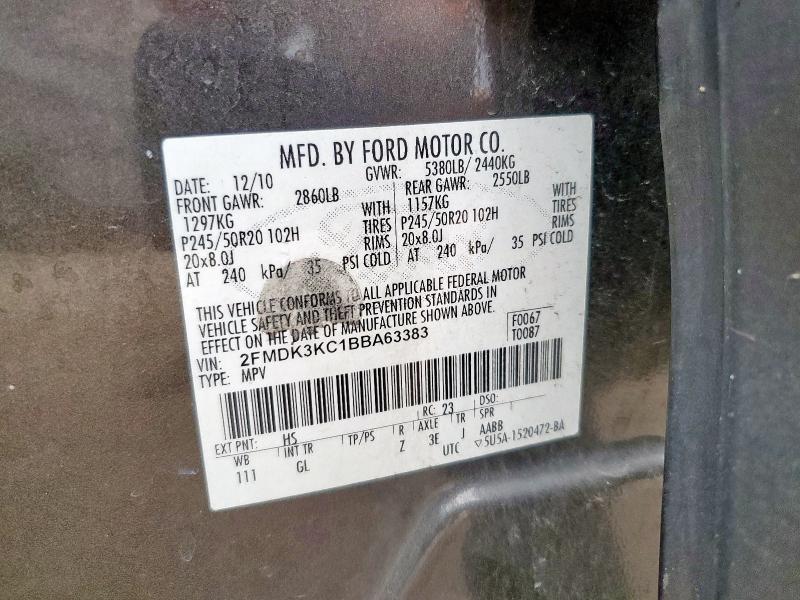 MFD. BY FORD MOTOR CO.
DATE: 12/10 GVWR: 5380LB/ 2440KG
FRONT GAWR: 2860LB REAR GAWR: 2550LB
1297KG WITH 1157KG WITH
P245/50R20 102H TIRES P245/50R20 102H TIRES
20x8.0J RIMS 20x8.0J RIMS
AT 240 kPa/ 35 PSI COLD AT 240 kPa/ 35 PSI COLD
THIS VEHICLE CONFORMS TO ALL APPLICABLE FEDERAL MOTOR
VEHICLE SAFETY AND THEFT PREVENTION STANDARDS IN
EFFECT ON THE DATE OF MANUFACTURE SHOWN ABOVE.
VIN: 2FMDK3KC1BBA63383 F0067
TYPE: MPV T0087
EXT PNT: HS RC: 23 DSO:
WB INT TR TP/PS R AXLE TR SPR
111 GL Z 3E J AABB
UTC ▽5U5A-1520472-BA